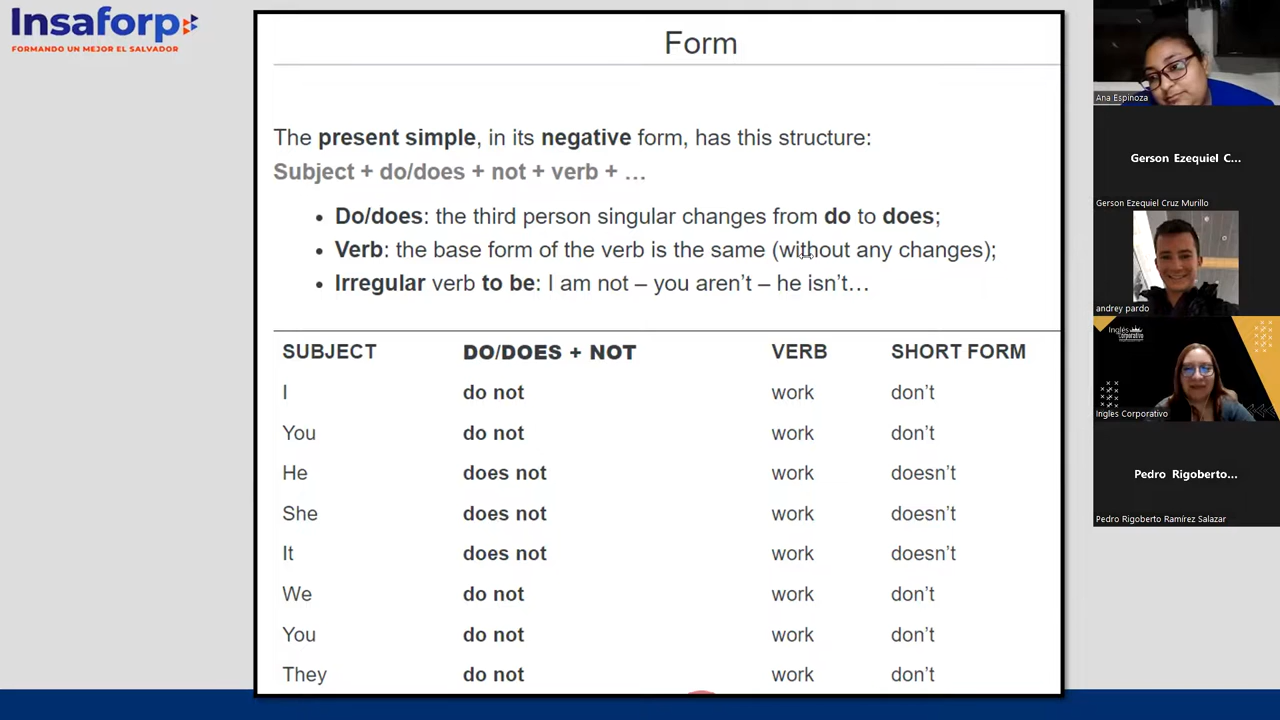 Insaforp
FORMANDO UN MEJOR EL SALVADOR
Form
The present simple, in its negative form, has this structure:
Subject + do/does + not + verb + …
• Do/does: the third person singular changes from do to does;
• Verb: the base form of the verb is the same (without any changes);
• Irregular verb to be: I am not – you aren’t – he isn’t…
SUBJECT DO/DOES + NOT VERB SHORT FORM
I do not work don’t
You do not work don’t
He does not work doesn’t
She does not work doesn’t
It does not work doesn’t
We do not work don’t
You do not work don’t
They do not work don’t
Ana Espinoza
Gerson Ezequiel C...
Gerson Ezequiel Cruz Murillo
andrey pardo
Inglés
Corporativo
Ingles Corporativo
Pedro Rigoberto...
Pedro Rigoberto Ramírez Salazar